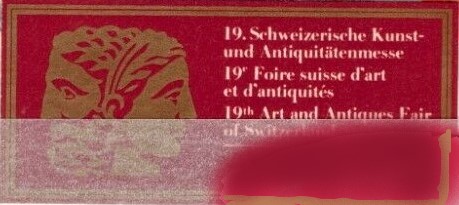 19. Schweizerische Kunst-
und Antiquitätenmesse
19e Foire suisse d'art
et d'antiquités
19th Art and Antiques Fair
of